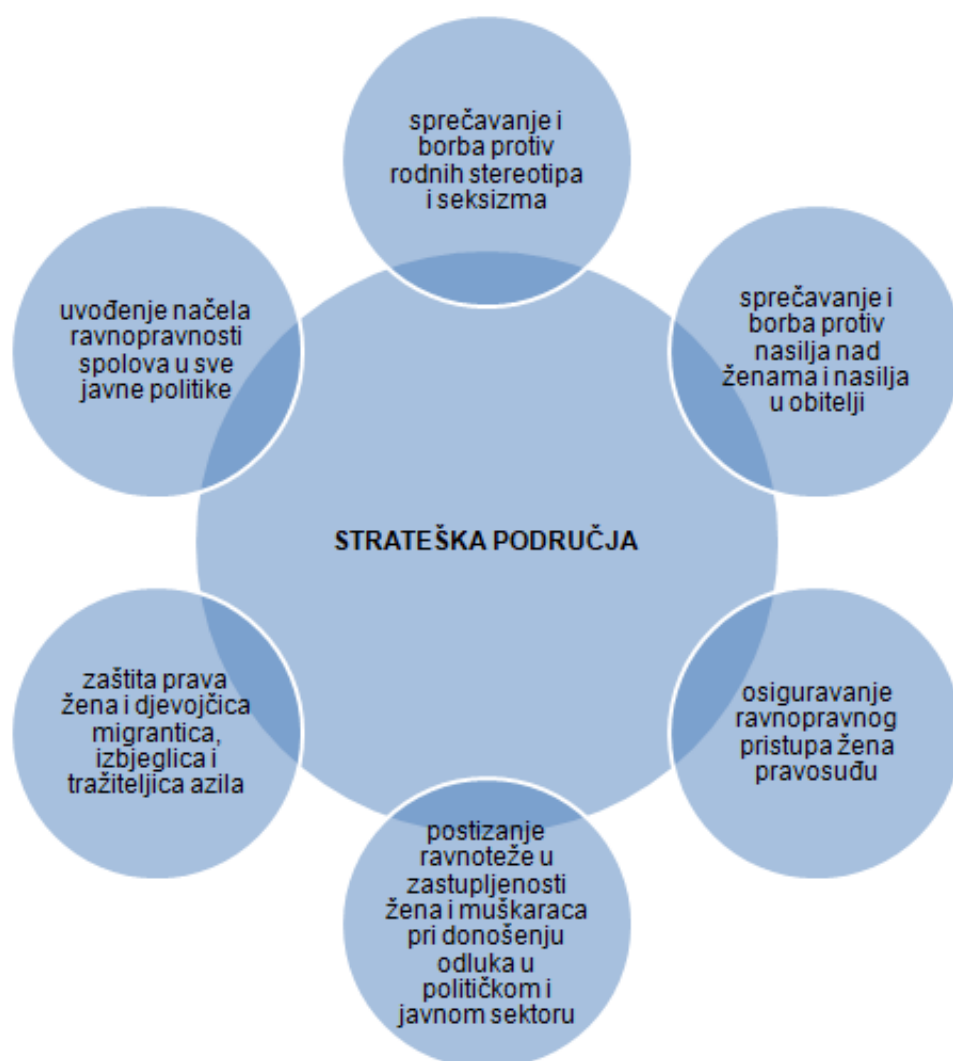 sprečavanje i
borba protiv
rodnih stereotipa
i seksizma
sprečavanje i
borba protiv
nasilja nad
ženama i nasilja
u obitelji
osiguravanje
ravnopravnog
pristupa žena
pravosuđu
postizanje
ravnoteže u
zastupljenosti
žena i muškaraca
pri donošenju
odluka u
političkom i
javnom sektoru
zaštita prava
žena i djevojčica
migrantica,
izbjeglica i
tražiteljica azila
uvođenje načela
ravnopravnosti
spolova u sve
javne politike
STRATEŠKA PODRUČJA